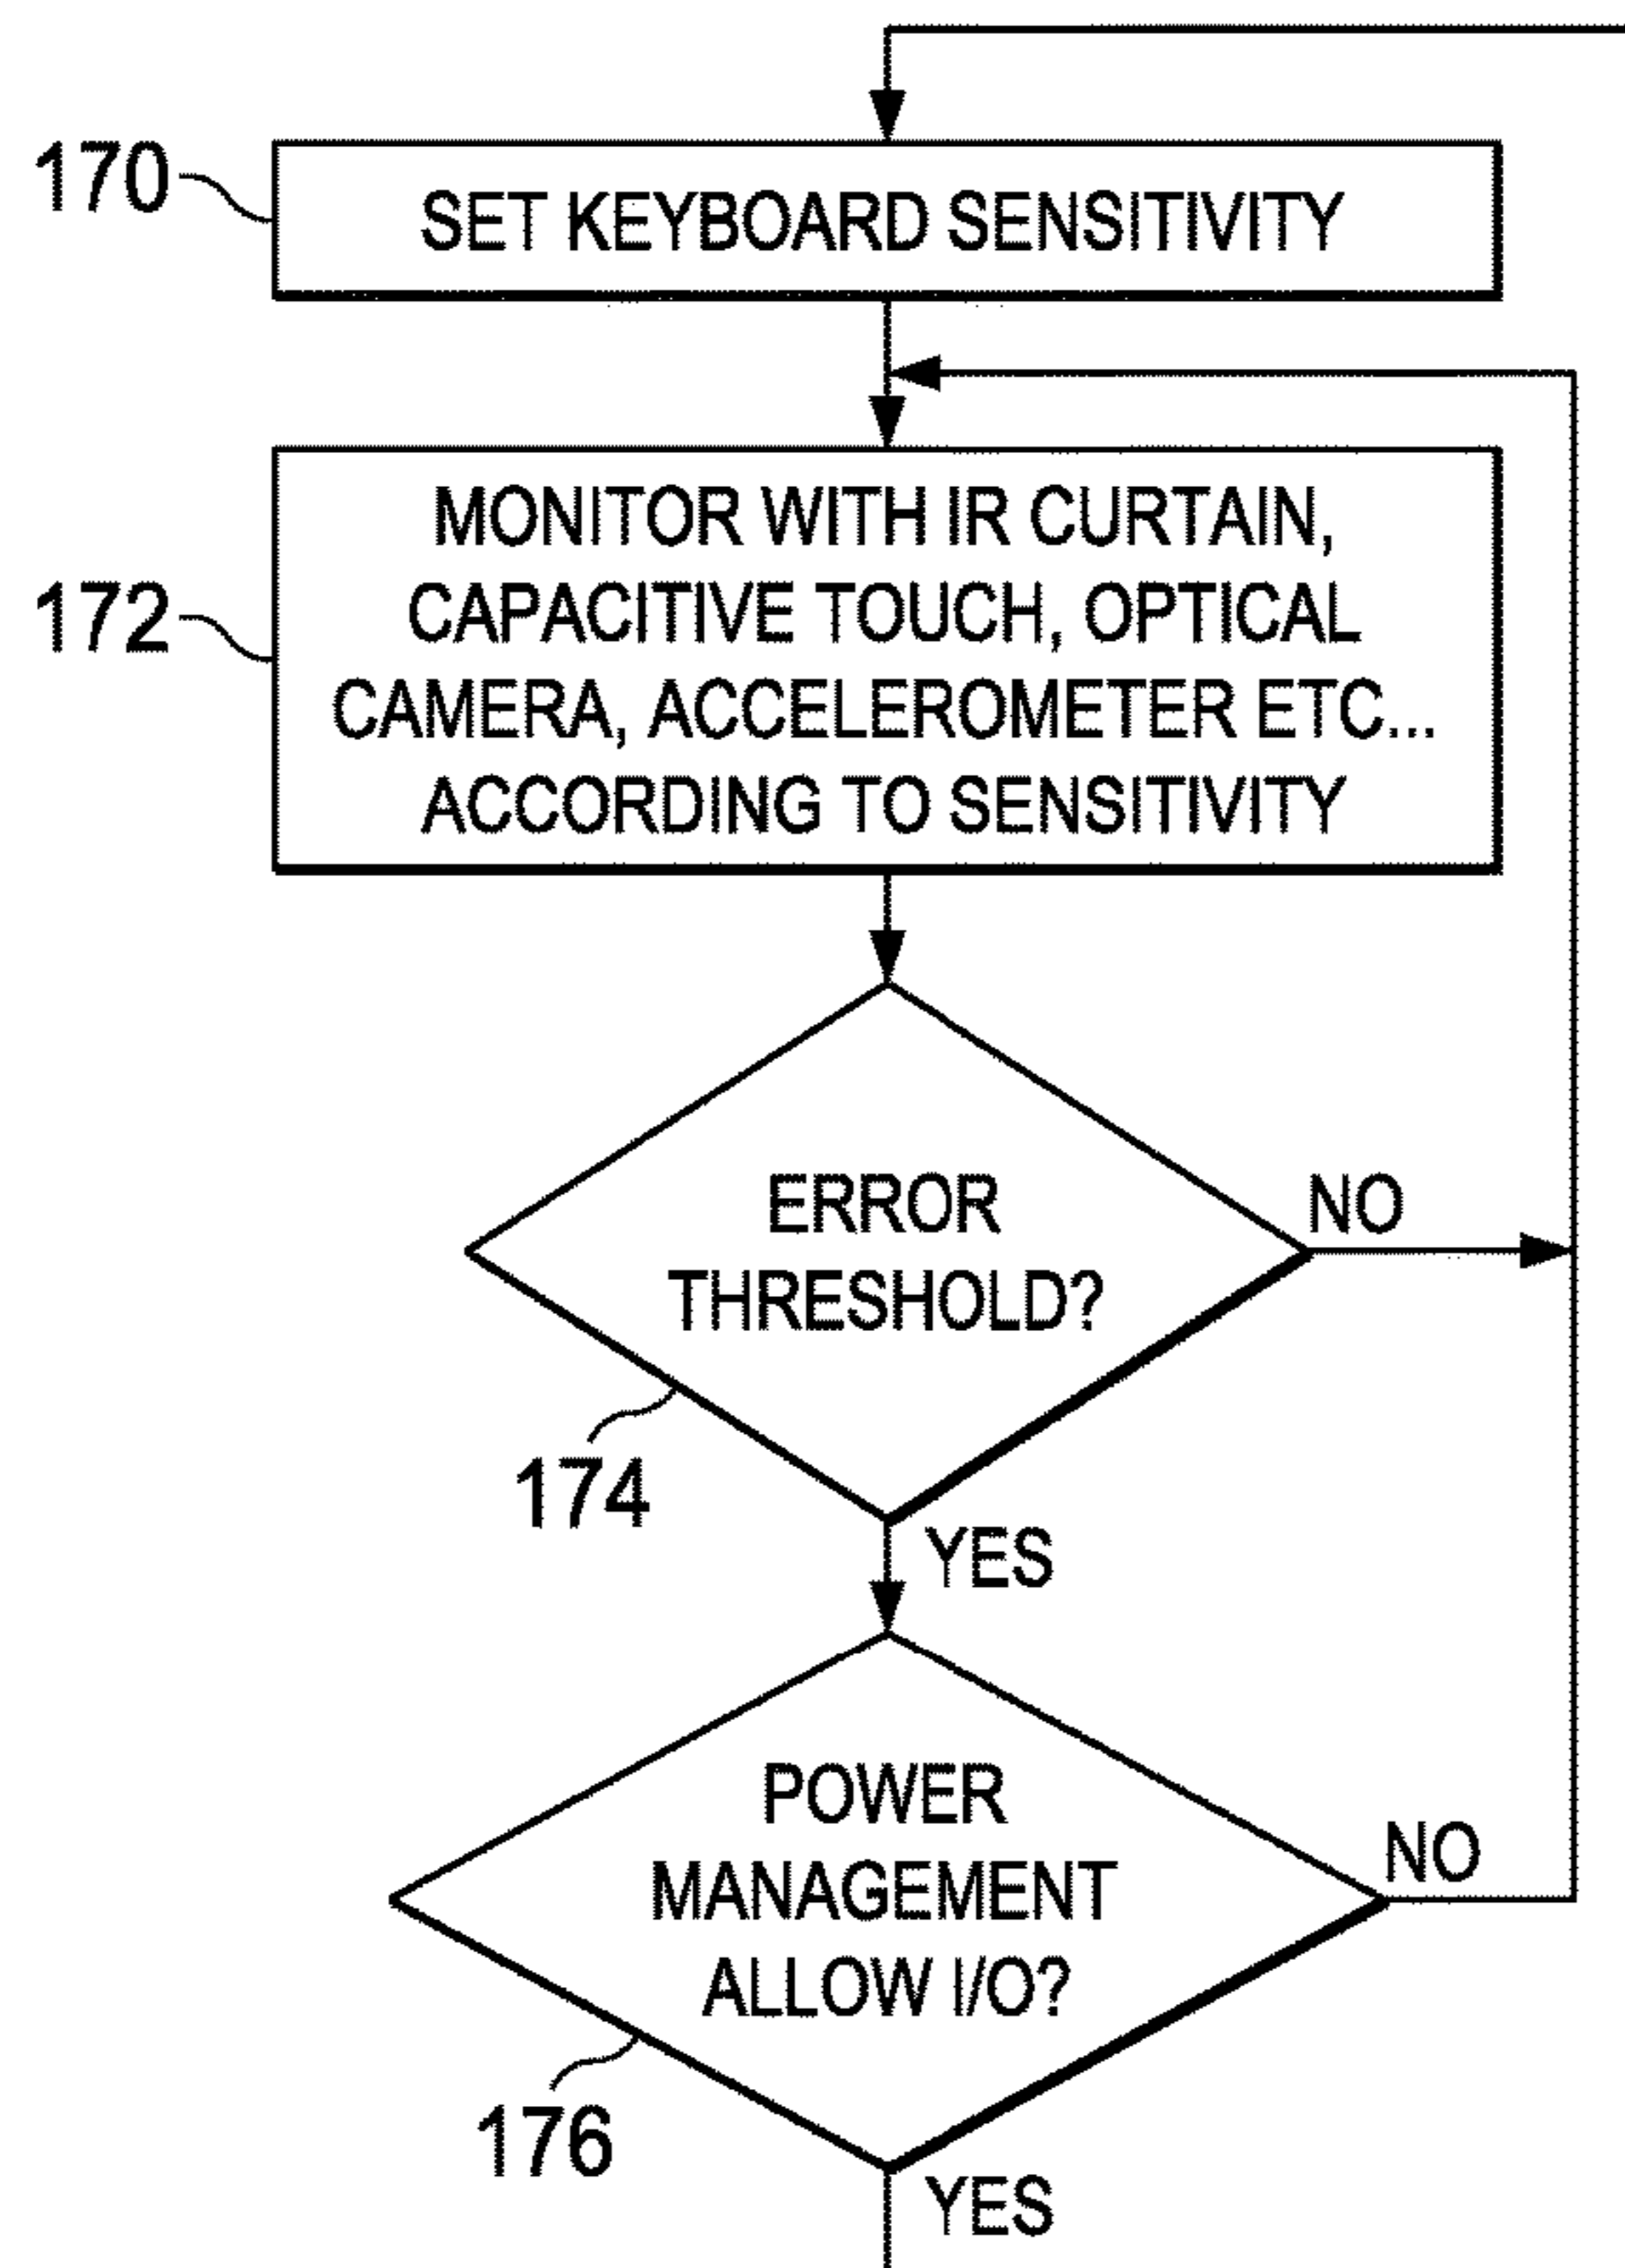 170
SET KEYBOARD SENSITIVITY
172
MONITOR WITH IR CURTAIN,
CAPACITIVE TOUCH, OPTICAL
CAMERA, ACCELEROMETER ETC...
ACCORDING TO SENSITIVITY
ERROR
THRESHOLD?
NO
174
YES
POWER
MANAGEMENT
ALLOW I/O?
NO
176
YES